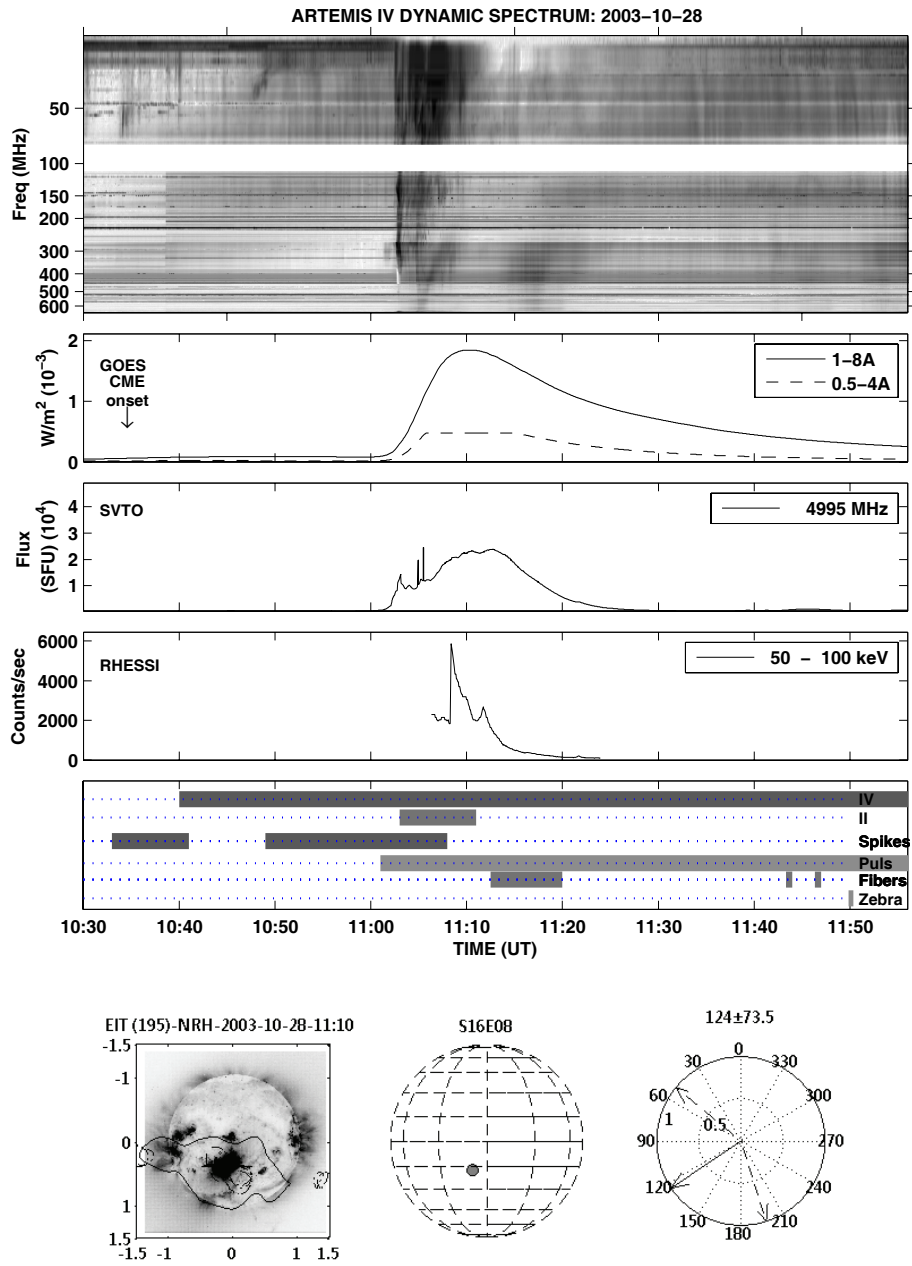 ARTEMIS IV DYNAMIC SPECTRUM: 2003−10−28
Freq (MHz)
50
100
150
200
300
400
500
600
W/m² (10⁻³)
2
1
0
GOES
CME
onset
1−8A
0.5−4A
Flux
(SFU) (10⁴)
4
3
2
1
SVTO
4995 MHz
Counts/sec
6000
4000
2000
0
RHESSI
50 − 100 keV
IV
II
Spikes
Puls
Fibers
Zebra
10:30 10:40 10:50 11:00 11:10 11:20 11:30 11:40 11:50
TIME (UT)
EIT (195)-NRH-2003-10-28-11:10
-1.5
-1
0
1
1.5
-1.5 -1 0 1 1.5
S16E08
124±73.5
0
30
330
60
300
1
0.5
90
270
120
240
150
210
180